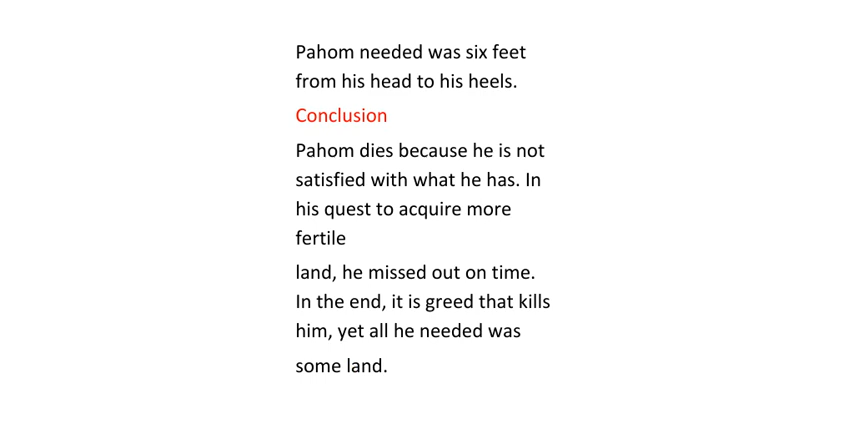 Pahom needed was six feet
from his head to his heels.
Conclusion
Pahom dies because he is not
satisfied with what he has. In
his quest to acquire more
fertile
land, he missed out on time.
In the end, it is greed that kills
him, yet all he needed was
some land.